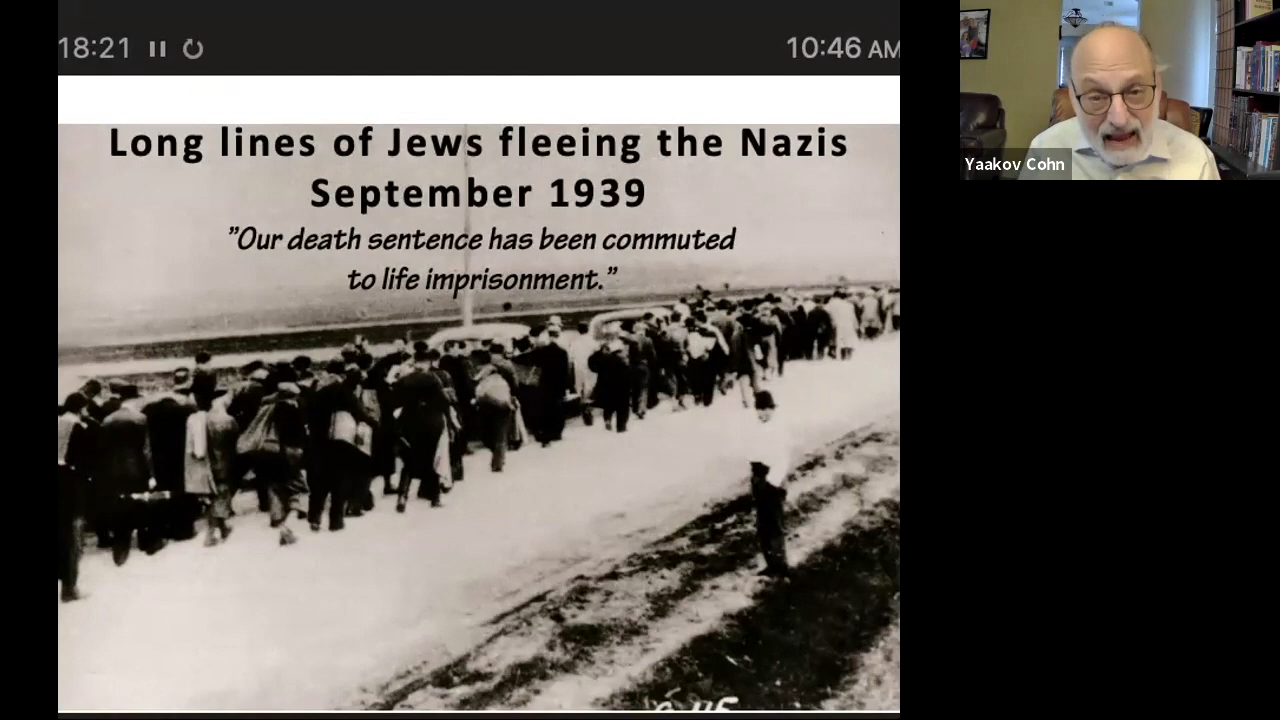 18:21
10:46 AM
Long lines of Jews fleeing the Nazis
September 1939
”Our death sentence has been commuted
to life imprisonment.”
Yaakov Cohn